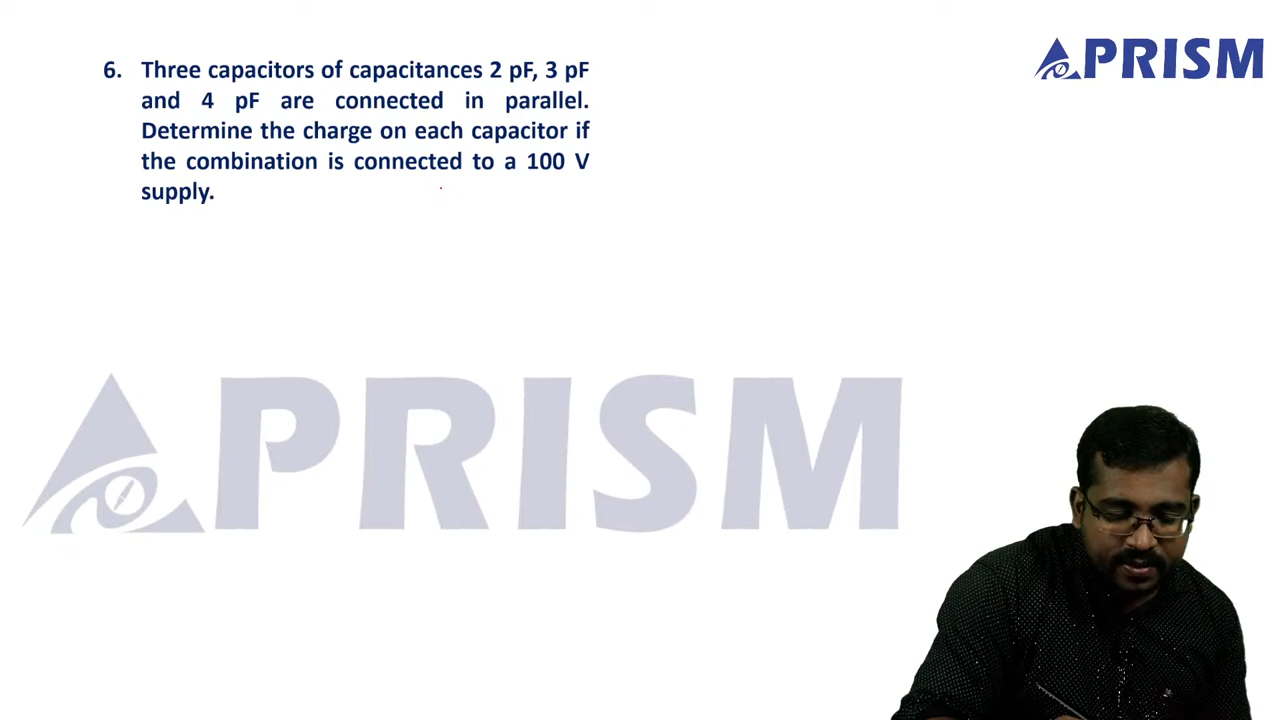 PRISM
6. Three capacitors of capacitances 2 pF, 3 pF
and 4 pF are connected in parallel.
Determine the charge on each capacitor if
the combination is connected to a 100 V
supply.
PRISM